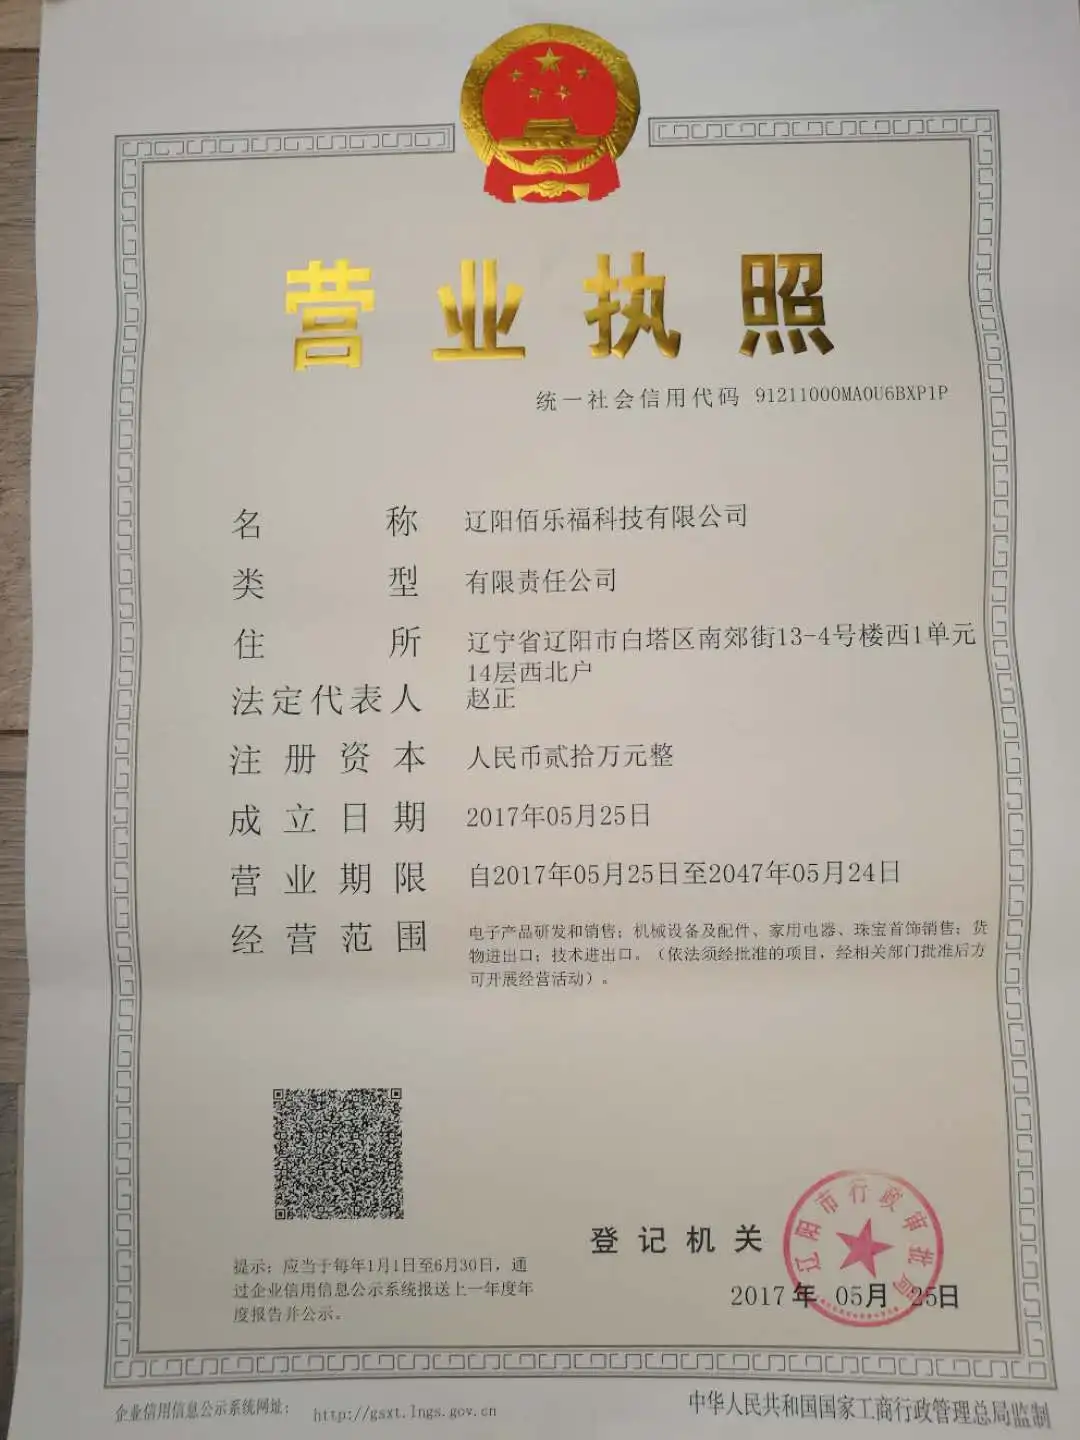 营业执照
统一社会信用代码 91211000MA0U6BXP1P
名称 辽阳佰乐福科技有限公司
类型 有限责任公司
住所 辽宁省辽阳市白塔区南郊街13-4号楼西1单元
14层西北户
法定代表人 赵正
注册资本 人民币贰拾万元整
成立日期 2017年05月25日
营业期限 自2017年05月25日至2047年05月24日
经营范围 电子产品研发和销售；机械设备及配件、家用电器、珠宝首饰销售；货
物进出口；技术进出口。（依法须经批准的项目，经相关部门批准后方
可开展经营活动）。
登记机关
辽阳市行政审批局
2017年 05月 25日
提示：应当于每年1月1日至6月30日，通
过企业信用信息公示系统报送上一年度年
度报告并公示。
企业信用信息公示系统网址： http://gsxt.lngs.gov.cn
中华人民共和国国家工商行政管理总局监制